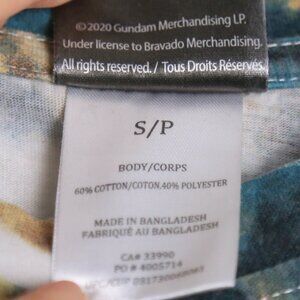 ©2020 Gundam Merchandising LP.
Under license to Bravado Merchandising.
All rights reserved. / Tous Droits Réservés.
S/P
BODY/CORPS
60% COTTON/COTON.40% POLYESTER
MADE IN BANGLADESH
FABRIQUÉ AU BANGLADESH
CA# 33990
PO # 4005714